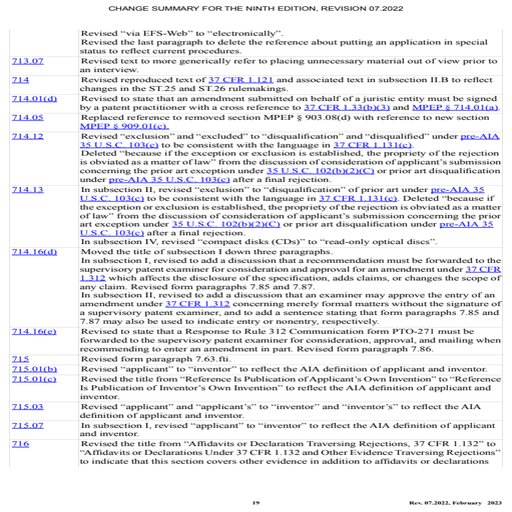 CHANGE SUMMARY FOR THE NINTH EDITION, REVISION 07.2022
Revised “via EFS-Web” to “electronically”.
Revised the last paragraph to delete the reference about putting an application in special
status to reflect current procedures.
713.07 Revised text to more generically refer to placing unnecessary material out of view prior to
an interview.
714 Revised reproduced text of 37 CFR 1.121 and associated text in subsection II.B to reflect
changes in the ST.25 and ST.26 rulemakings.
714.01(d) Revised to state that an amendment submitted on behalf of a juristic entity must be signed
by a patent practitioner with a cross reference to 37 CFR 1.33(b)(3) and MPEP § 714.01(a).
714.05 Replaced reference to removed section MPEP § 903.08(d) with reference to new section
MPEP § 909.01(c).
714.12 Revised “exclusion” and “excluded” to “disqualification” and “disqualified” under pre-AIA
35 U.S.C. 103(c) to be consistent with the language in 37 CFR 1.131(c).
Deleted “because if the exception or exclusion is established, the propriety of the rejection
is obviated as a matter of law” from the discussion of consideration of applicant’s submission
concerning the prior art exception under 35 U.S.C. 102(b)(2)(C) or prior art disqualification
under pre-AIA 35 U.S.C. 103(c) after a final rejection.
714.13 In subsection II, revised “exclusion” to “disqualification” of prior art under pre-AIA 35
U.S.C. 103(c) to be consistent with the language in 37 CFR 1.131(c). Deleted “because if
the exception or exclusion is established, the propriety of the rejection is obviated as a matter
of law” from the discussion of consideration of applicant’s submission concerning the prior
art exception under 35 U.S.C. 102(b)(2)(C) or prior art disqualification under pre-AIA 35
U.S.C. 103(c) after a final rejection.
In subsection IV, revised “compact disks (CDs)” to “read-only optical discs”.
714.16(d) Moved the title of subsection I down three paragraphs.
In subsection I, revised to add a discussion that a recommendation must be forwarded to the
supervisory patent examiner for consideration and approval for an amendment under 37 CFR
1.312 which affects the disclosure of the specification, adds claims, or changes the scope of
any claim. Revised form paragraphs 7.85 and 7.87.
In subsection II, revised to add a discussion that an examiner may approve the entry of an
amendment under 37 CFR 1.312 concerning merely formal matters without the signature of
a supervisory patent examiner, and to add a sentence stating that form paragraphs 7.85 and
7.87 may also be used to indicate entry or nonentry, respectively.
714.16(e) Revised to state that a Response to Rule 312 Communication form PTO-271 must be
forwarded to the supervisory patent examiner for consideration, approval, and mailing when
recommending to enter an amendment in part. Revised form paragraph 7.86.
715 Revised form paragraph 7.63.fti.
715.01(b) Revised “applicant” to “inventor” to reflect the AIA definition of applicant and inventor.
715.01(c) Revised the title from “Reference Is Publication of Applicant’s Own Invention” to “Reference
Is Publication of Inventor’s Own Invention” to reflect the AIA definition of applicant and
inventor.
715.03 Revised “applicant” and “applicant’s” to “inventor” and “inventor’s” to reflect the AIA
definition of applicant and inventor.
715.07 In subsection I, revised “applicant” to “inventor” to reflect the AIA definition of applicant
and inventor.
716 Revised the title from “Affidavits or Declaration Traversing Rejections, 37 CFR 1.132” to
“Affidavits or Declarations Under 37 CFR 1.132 and Other Evidence Traversing Rejections”
to indicate that this section covers other evidence in addition to affidavits or declarations
19 Rev. 07.2022, February 2023